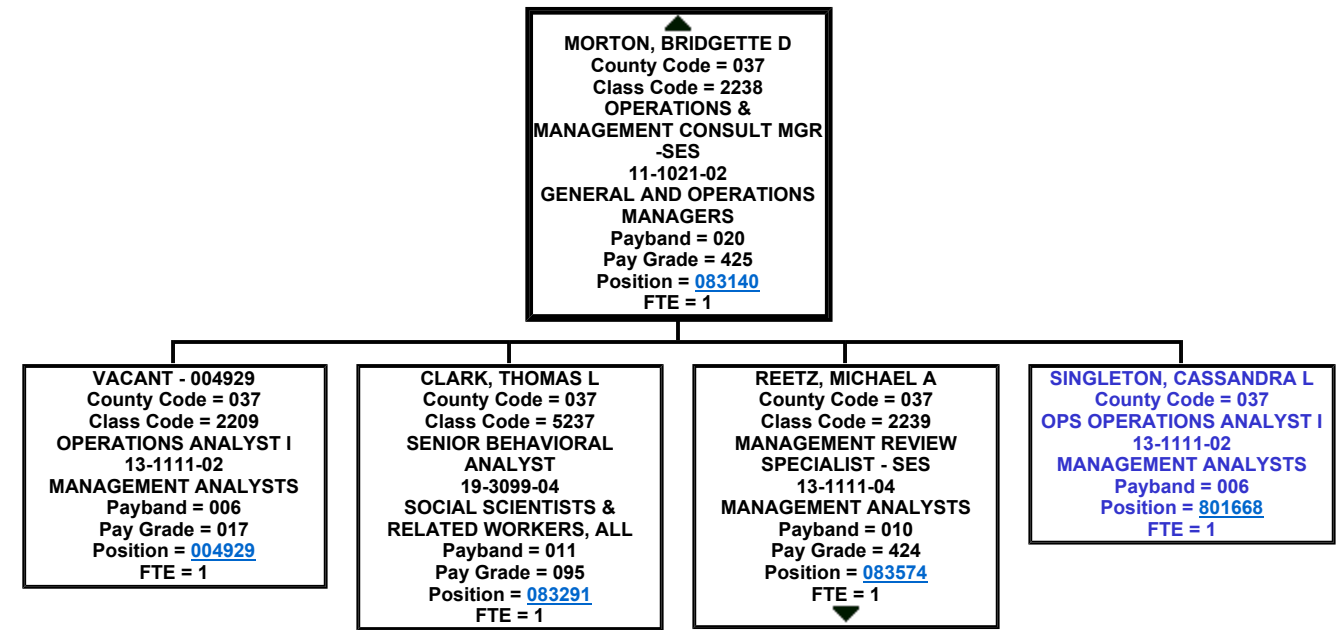 MORTON, BRIDGETTE D
County Code = 037
Class Code = 2238
OPERATIONS &
MANAGEMENT CONSULT MGR
-SES
11-1021-02
GENERAL AND OPERATIONS
MANAGERS
Payband = 020
Pay Grade = 425
Position = 083140
FTE = 1
VACANT - 004929
County Code = 037
Class Code = 2209
OPERATIONS ANALYST I
13-1111-02
MANAGEMENT ANALYSTS
Payband = 006
Pay Grade = 017
Position = 004929
FTE = 1
CLARK, THOMAS L
County Code = 037
Class Code = 5237
SENIOR BEHAVIORAL
ANALYST
19-3099-04
SOCIAL SCIENTISTS &
RELATED WORKERS, ALL
Payband = 011
Pay Grade = 095
Position = 083291
FTE = 1
REETZ, MICHAEL A
County Code = 037
Class Code = 2239
MANAGEMENT REVIEW
SPECIALIST - SES
13-1111-04
MANAGEMENT ANALYSTS
Payband = 010
Pay Grade = 424
Position = 083574
FTE = 1
SINGLETON, CASSANDRA L
County Code = 037
OPS OPERATIONS ANALYST I
13-1111-02
MANAGEMENT ANALYSTS
Payband = 006
Position = 801668
FTE = 1